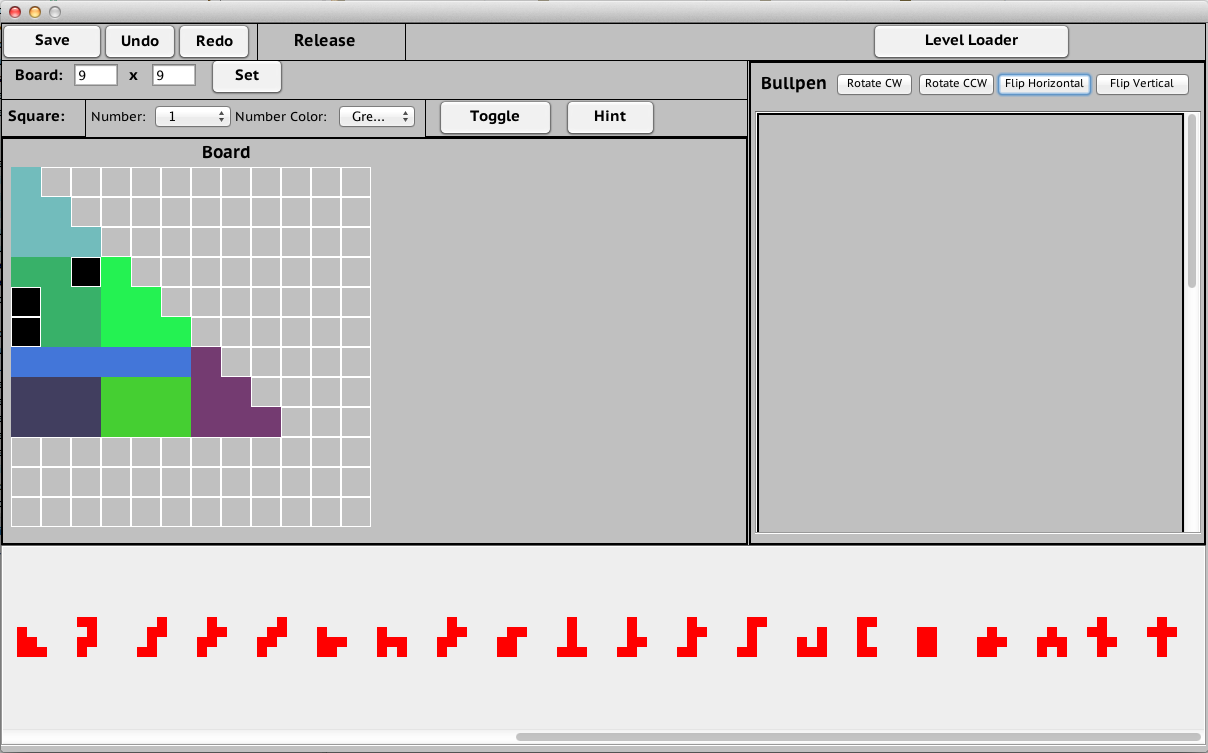 Save Undo Redo Release Level Loader
Board: 9 x 9 Set
Bullpen Rotate CW Rotate CCW Flip Horizontal Flip Vertical
Square: Number: 1 Number Color: Gre... Toggle Hint
Board